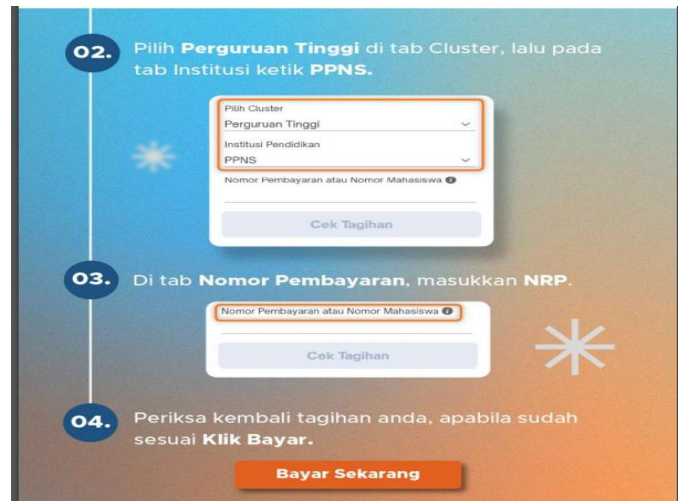 02. Pilih Perguruan Tinggi di tab Cluster, lalu pada
tab Institusi ketik PPNS.
Pilih Cluster
Perguruan Tinggi
Institusi Pendidikan
PPNS
Nomor Pembayaran atau Nomor Mahasiswa
Cek Tagihan
03. Di tab Nomor Pembayaran, masukkan NRP.
Nomor Pembayaran atau Nomor Mahasiswa
Cek Tagihan
04. Periksa kembali tagihan anda, apabila sudah
sesuai Klik Bayar.
Bayar Sekarang